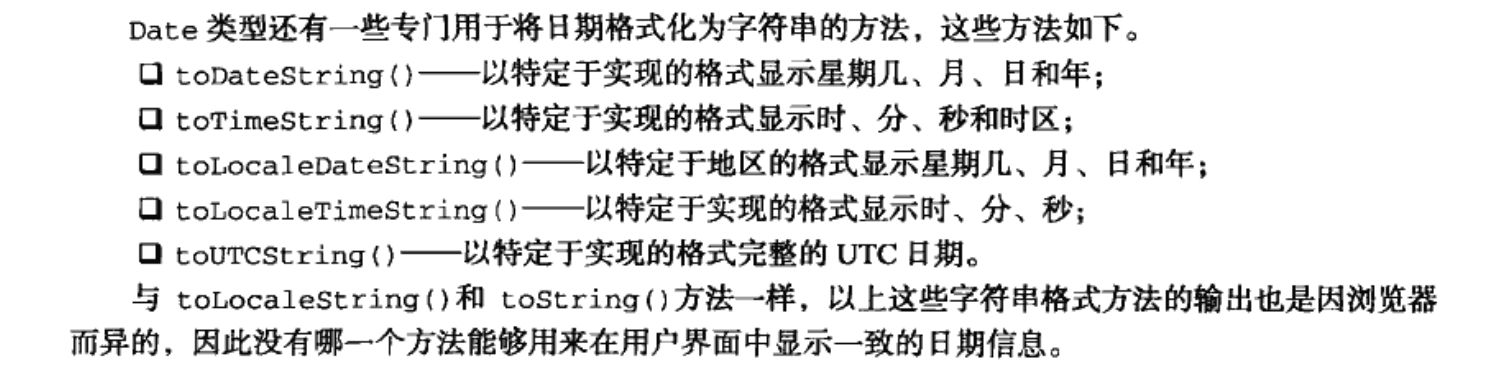 Date 类型还有一些专门用于将日期格式化为字符串的方法，这些方法如下。
❑ toDateString()——以特定于实现的格式显示星期几、月、日和年；
❑ toTimeString()——以特定于实现的格式显示时、分、秒和时区；
❑ toLocaleDateString()——以特定于地区的格式显示星期几、月、日和年；
❑ toLocaleTimeString()——以特定于实现的格式显示时、分、秒；
❑ toUTCString()——以特定于实现的格式完整的 UTC 日期。
与 toLocaleString()和 toString()方法一样，以上这些字符串格式方法的输出也是因浏览器
而异的，因此没有哪一个方法能够用来在用户界面中显示一致的日期信息。